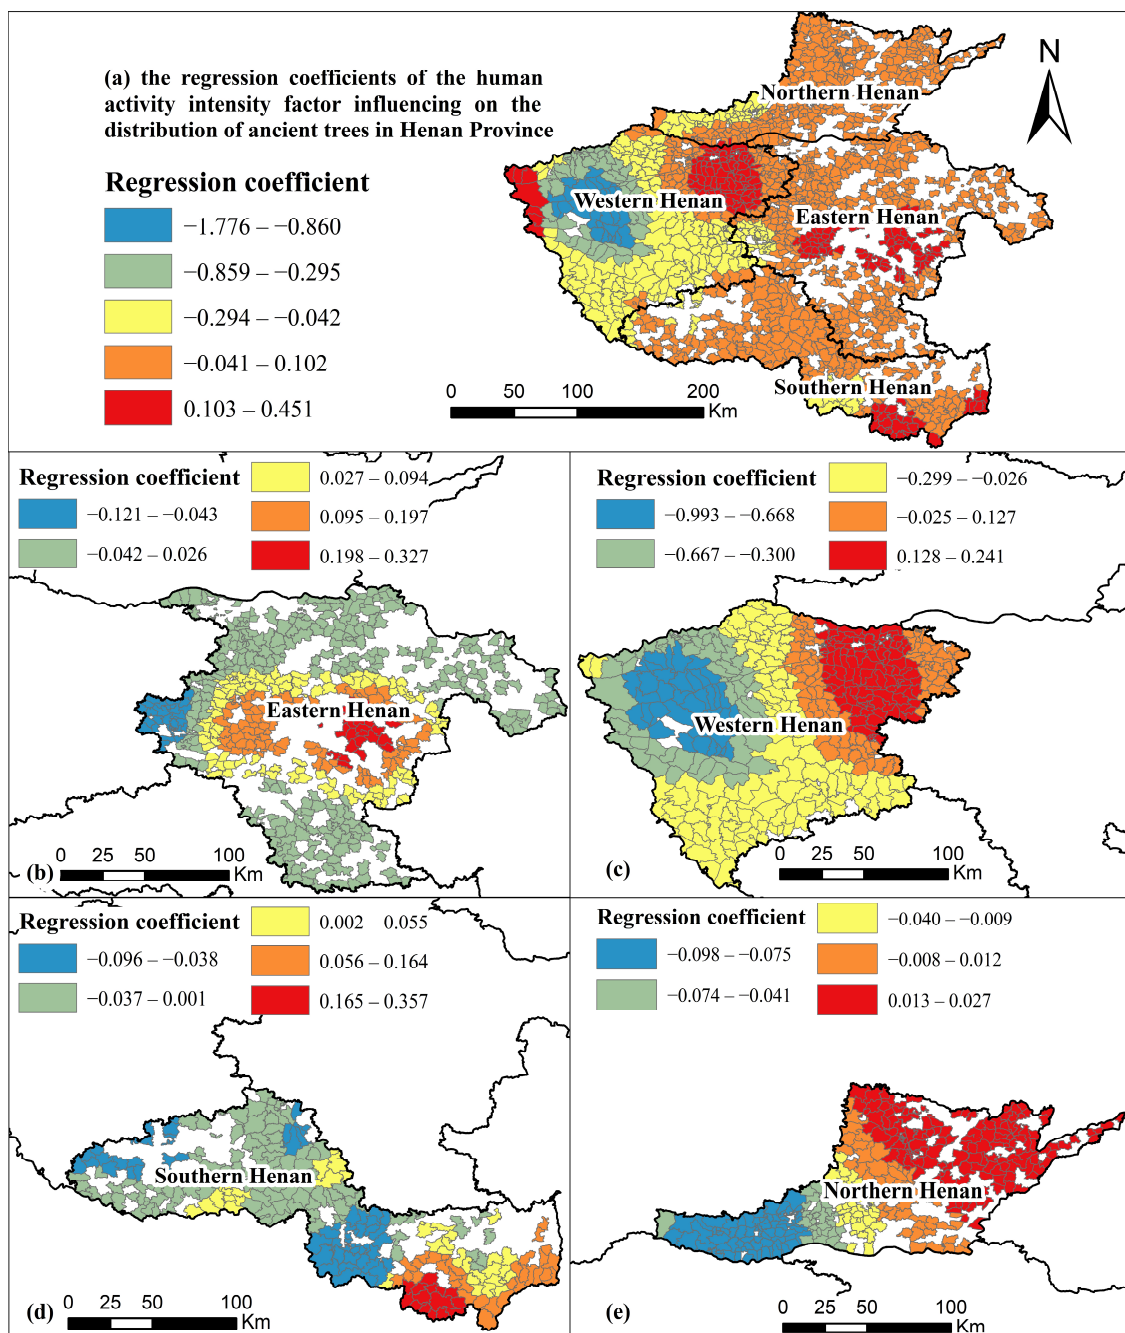 (a) the regression coefficients of the human
activity intensity factor influencing on the
distribution of ancient trees in Henan Province
Regression coefficient
−1.776 – −0.860
−0.859 – −0.295
−0.294 – −0.042
−0.041 – 0.102
0.103 – 0.451
N
Northern Henan
Western Henan
Eastern Henan
Southern Henan
0 50 100 200
Km
Regression coefficient
−0.121 – −0.043
−0.042 – 0.026
0.027 – 0.094
0.095 – 0.197
0.198 – 0.327
Eastern Henan
0 25 50 100
Km
(b)
Regression coefficient
−0.993 – −0.668
−0.667 – −0.300
−0.299 – −0.026
−0.025 – 0.127
0.128 – 0.241
Western Henan
0 25 50 100
Km
(c)
Regression coefficient
−0.096 – −0.038
−0.037 – 0.001
0.002 0.055
0.056 – 0.164
0.165 – 0.357
Southern Henan
0 25 50 100
Km
(d)
Regression coefficient
−0.098 – −0.075
−0.074 – −0.041
−0.040 – −0.009
−0.008 – 0.012
0.013 – 0.027
Northern Henan
0 25 50 100
Km
(e)